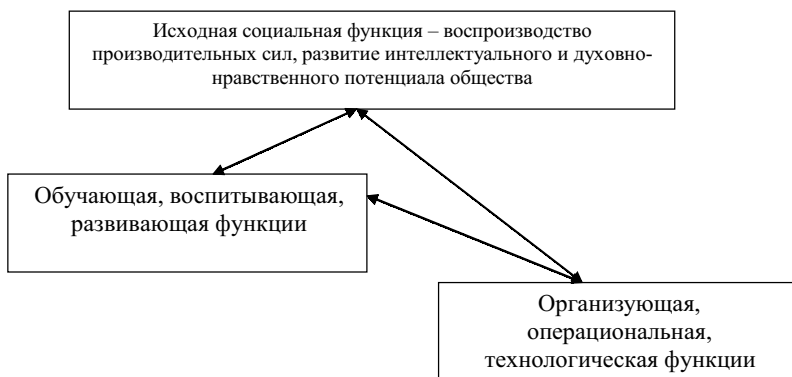 Исходная социальная функция – воспроизводство
производительных сил, развитие интеллектуального и духовно-
нравственного потенциала общества
Обучающая, воспитывающая,
развивающая функции
Организующая,
операциональная,
технологическая функции